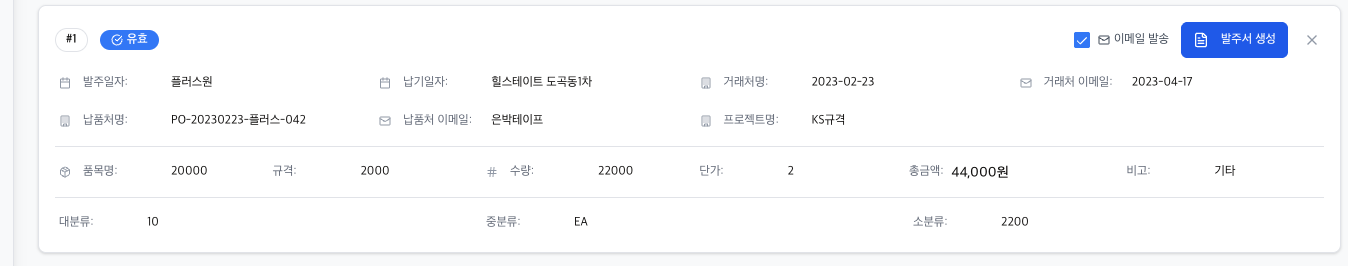 #1 유효 이메일 발송 발주서 생성
발주일자: 플러스원 납기일자: 힐스테이트 도곡동1차 거래처명: 2023-02-23 거래처 이메일: 2023-04-17
납품처명: PO-20230223-플러스-042 납품처 이메일: 은박테이프 프로젝트명: KS규격
품목명: 20000 규격: 2000 수량: 22000 단가: 2 총금액: 44,000원 비고: 기타
대분류: 10 중분류: EA 소분류: 2200